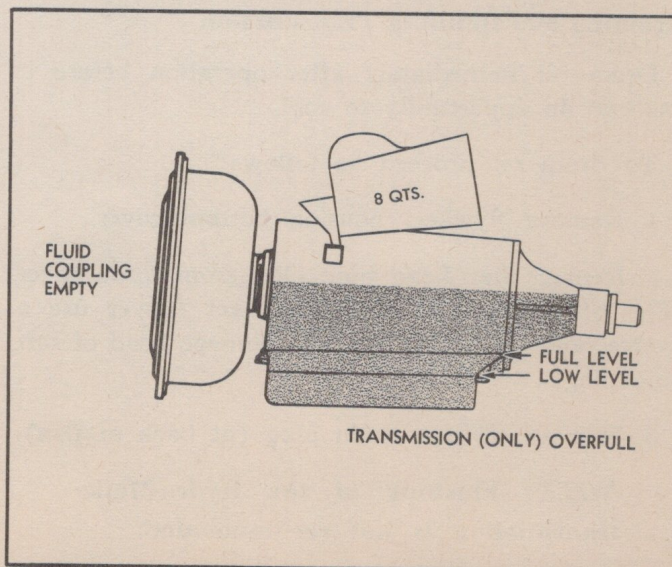 8 QTS.
FLUID
COUPLING
EMPTY
FULL LEVEL
LOW LEVEL
TRANSMISSION (ONLY) OVERFULL